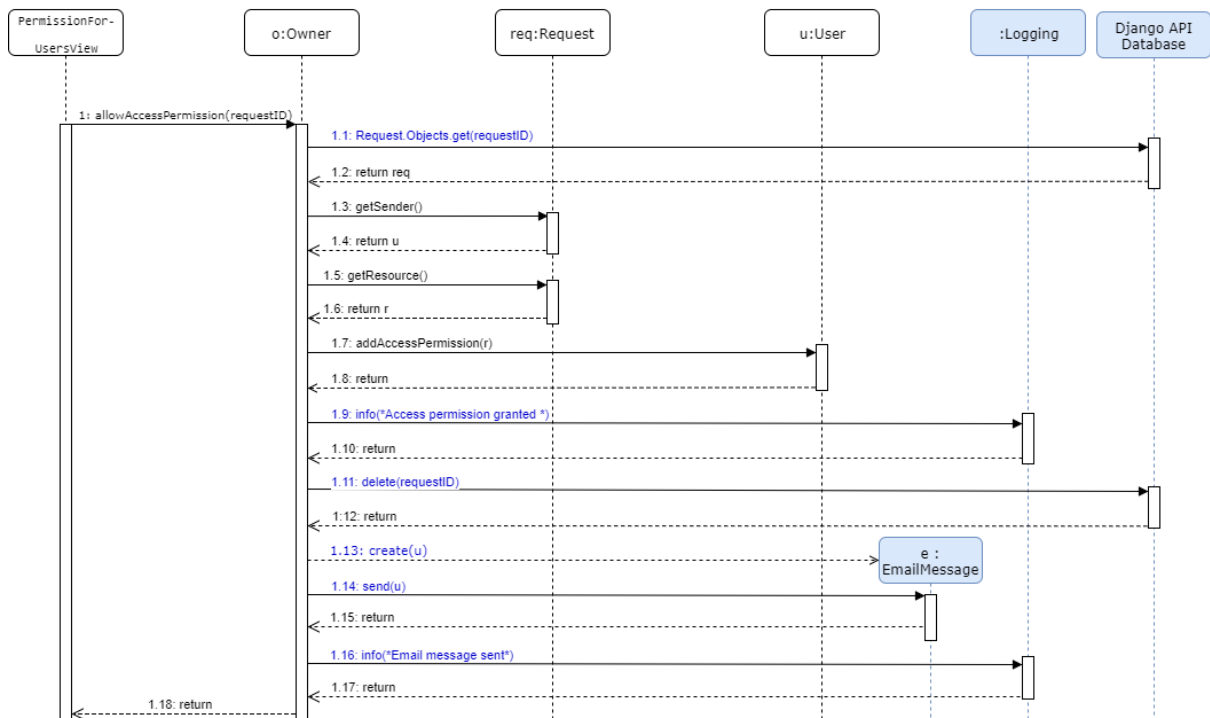 PermissionFor-
UsersView
o:Owner
req:Request
u:User
:Logging
Django API
Database
1: allowAccessPermission(requestID)
1.1: Request.Objects.get(requestID)
1.2: return req
1.3: getSender()
1.4: return u
1.5: getResource()
1.6: return r
1.7: addAccessPermission(r)
1.8: return
1.9: info(*Access permission granted *)
1.10: return
1.11: delete(requestID)
1:12: return
1.13: create(u)
e :
EmailMessage
1.14: send(u)
1.15: return
1.16: info(*Email message sent*)
1.17: return
1.18: return